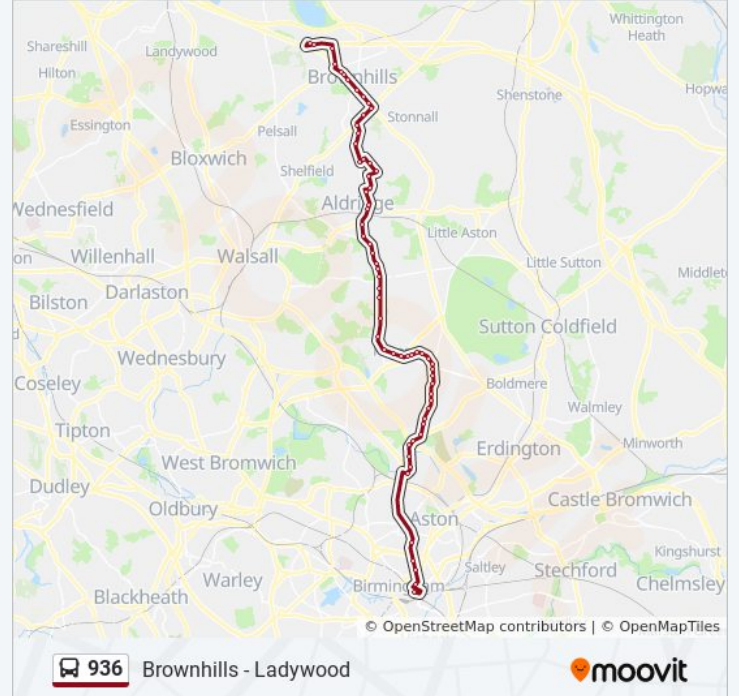 Whittington
Heath
Shareshill
Landywood
Hilton
Brownhills
Shenstone
Stonnall
Essington
Pelsall
Bloxwich
Shelfield
Wednesfield
Aldridge
Little Aston
Willenhall
Walsall
Little Sutton
on
Darlaston
Middlet
Bilston
Sutton Coldfield
d
Wednesbury
Coseley
Boldmere
Walmley
Tipton
Erdington
Minworth
West Bromwich
Dudley
Castle Bromwich
Oldbury
Aston
Kingshurst
Saltley
Stechford
Warley
Birmingham
Chelmsley
Blackheath
© OpenStreetMap contributors | © OpenMapTiles
936 Brownhills - Ladywood
moovit